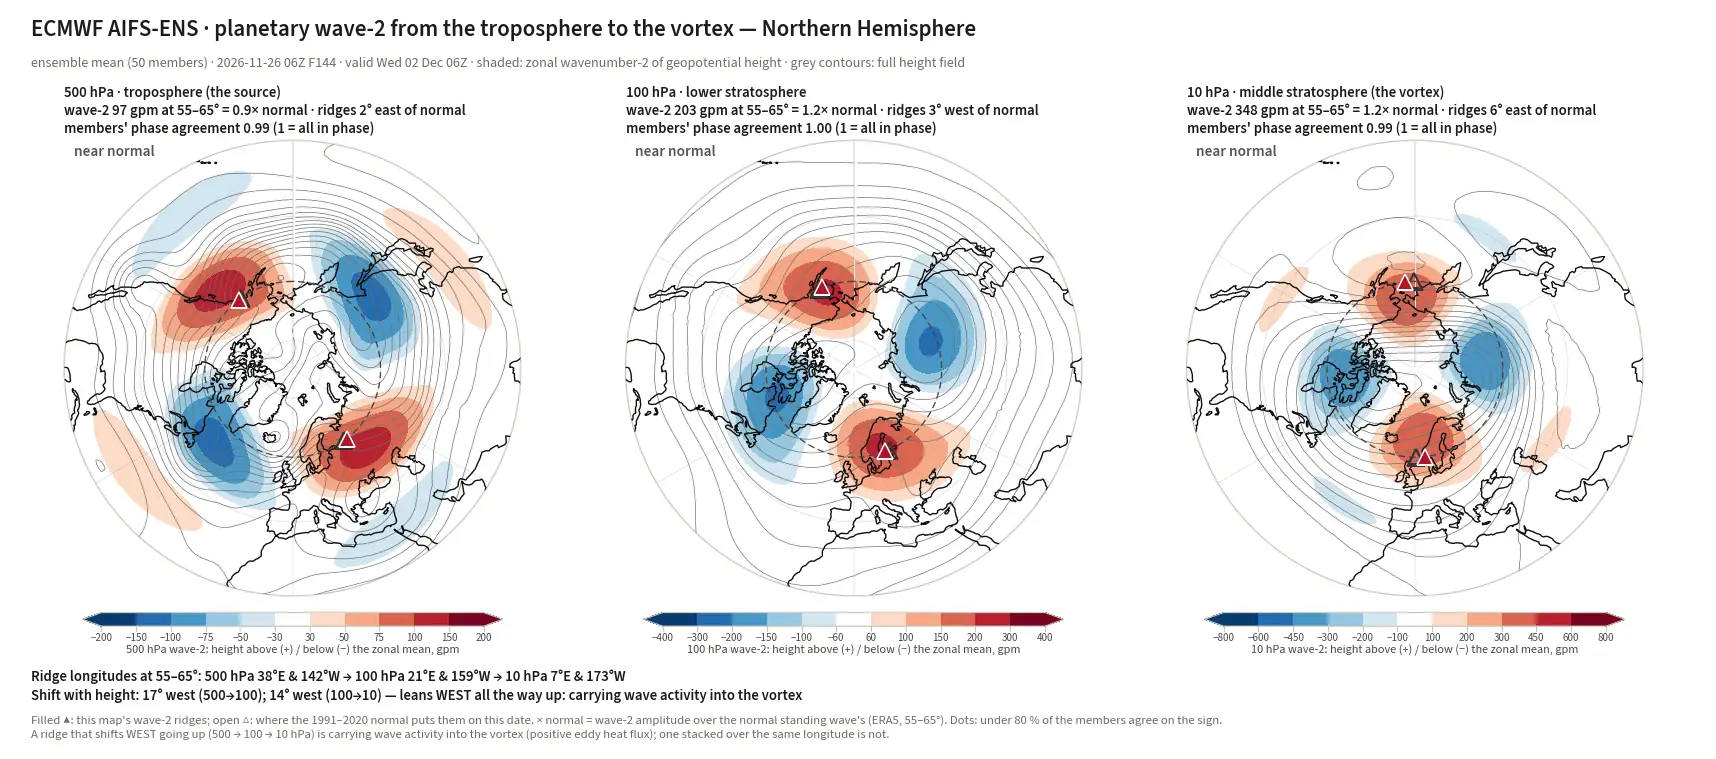 ECMWF AIFS-ENS · planetary wave-2 from the troposphere to the vortex — Northern Hemisphere
ensemble mean (50 members) · 2026-11-26 06Z F144 · valid Wed 02 Dec 06Z · shaded: zonal wavenumber-2 of geopotential height · grey contours: full height field
500 hPa · troposphere (the source)
wave-2 97 gpm at 55–65° = 0.9× normal · ridges 2° east of normal
members' phase agreement 0.99 (1 = all in phase)
near normal
100 hPa · lower stratosphere
wave-2 203 gpm at 55–65° = 1.2× normal · ridges 3° west of normal
members' phase agreement 1.00 (1 = all in phase)
near normal
10 hPa · middle stratosphere (the vortex)
wave-2 348 gpm at 55–65° = 1.2× normal · ridges 6° east of normal
members' phase agreement 0.99 (1 = all in phase)
near normal
−200 −150 −100 −75 −50 −30 30 50 75 100 150 200
500 hPa wave-2: height above (+) / below (−) the zonal mean, gpm
−400 −300 −200 −150 −100 −60 60 100 150 200 300 400
100 hPa wave-2: height above (+) / below (−) the zonal mean, gpm
−800 −600 −450 −300 −200 −100 100 200 300 450 600 800
10 hPa wave-2: height above (+) / below (−) the zonal mean, gpm
Ridge longitudes at 55–65°: 500 hPa 38°E & 142°W → 100 hPa 21°E & 159°W → 10 hPa 7°E & 173°W
Shift with height: 17° west (500→100); 14° west (100→10) — leans WEST all the way up: carrying wave activity into the vortex
Filled ▲: this map's wave-2 ridges; open △: where the 1991–2020 normal puts them on this date. × normal = wave-2 amplitude over the normal standing wave's (ERA5, 55–65°). Dots: under 80 % of the members agree on the sign.
A ridge that shifts WEST going up (500 → 100 → 10 hPa) is carrying wave activity into the vortex (positive eddy heat flux); one stacked over the same longitude is not.